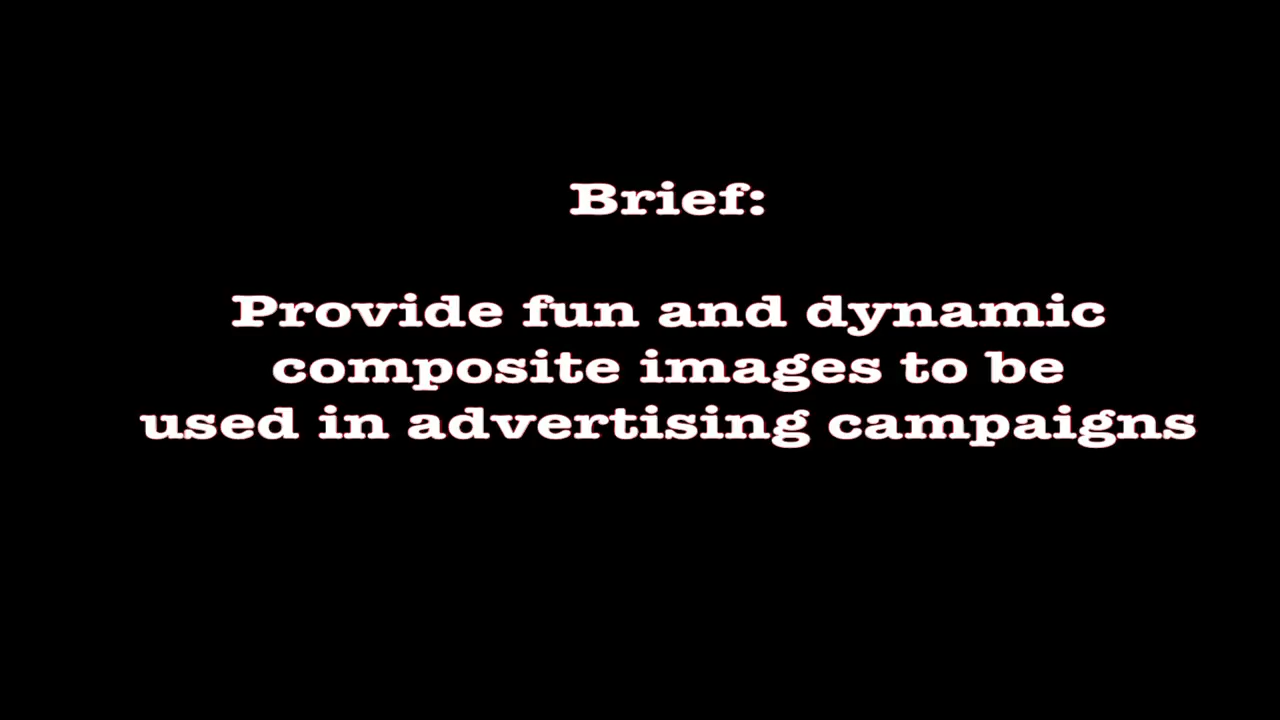 Brief:
Provide fun and dynamic
composite images to be
used in advertising campaigns